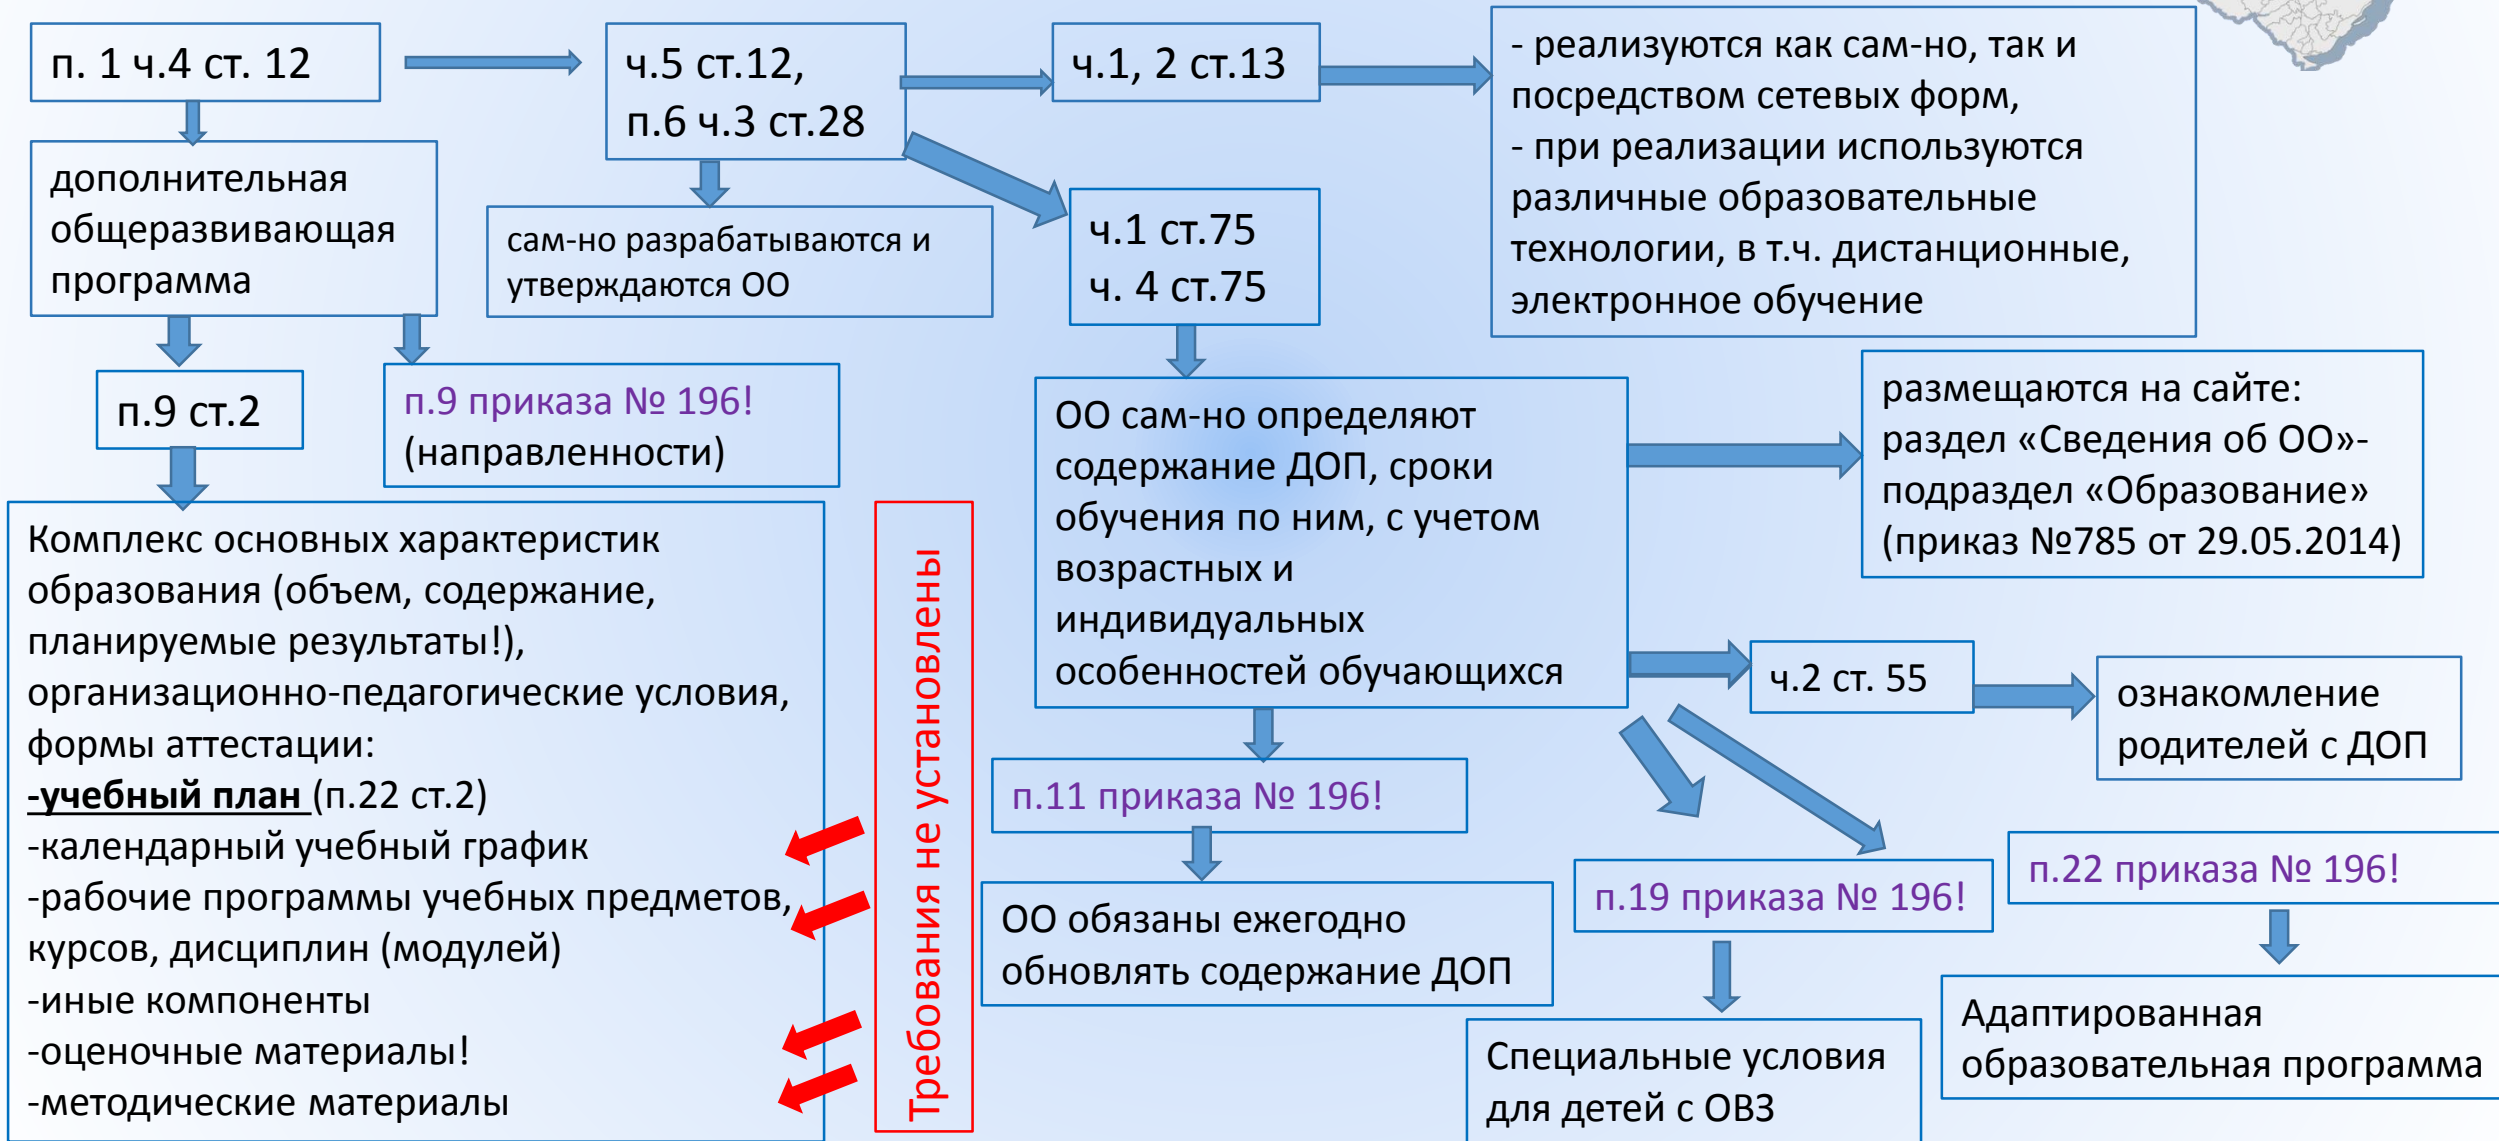 п. 1 ч.4 ст. 12
ч.5 ст.12,
п.6 ч.3 ст.28
ч.1, 2 ст.13
- реализуются как сам-но, так и
посредством сетевых форм,
- при реализации используются
различные образовательные
технологии, в т.ч. дистанционные,
электронное обучение
дополнительная
общеразвивающая
программа
сам-но разрабатываются и
утверждаются ОО
ч.1 ст.75
ч. 4 ст.75
п.9 ст.2
п.9 приказа № 196!
(направленности)
ОО сам-но определяют
содержание ДОП, сроки
обучения по ним, с учетом
возрастных и
индивидуальных
особенностей обучающихся
размещаются на сайте:
раздел «Сведения об ОО»-
подраздел «Образование»
(приказ №785 от 29.05.2014)
Комплекс основных характеристик
образования (объем, содержание,
планируемые результаты!),
организационно-педагогические условия,
формы аттестации:
-учебный план (п.22 ст.2)
-календарный учебный график
-рабочие программы учебных предметов,
курсов, дисциплин (модулей)
-иные компоненты
-оценочные материалы!
-методические материалы
Требования не установлены
ч.2 ст. 55
ознакомление
родителей с ДОП
п.11 приказа № 196!
ОО обязаны ежегодно
обновлять содержание ДОП
п.19 приказа № 196!
Специальные условия
для детей с ОВЗ
п.22 приказа № 196!
Адаптированная
образовательная программа